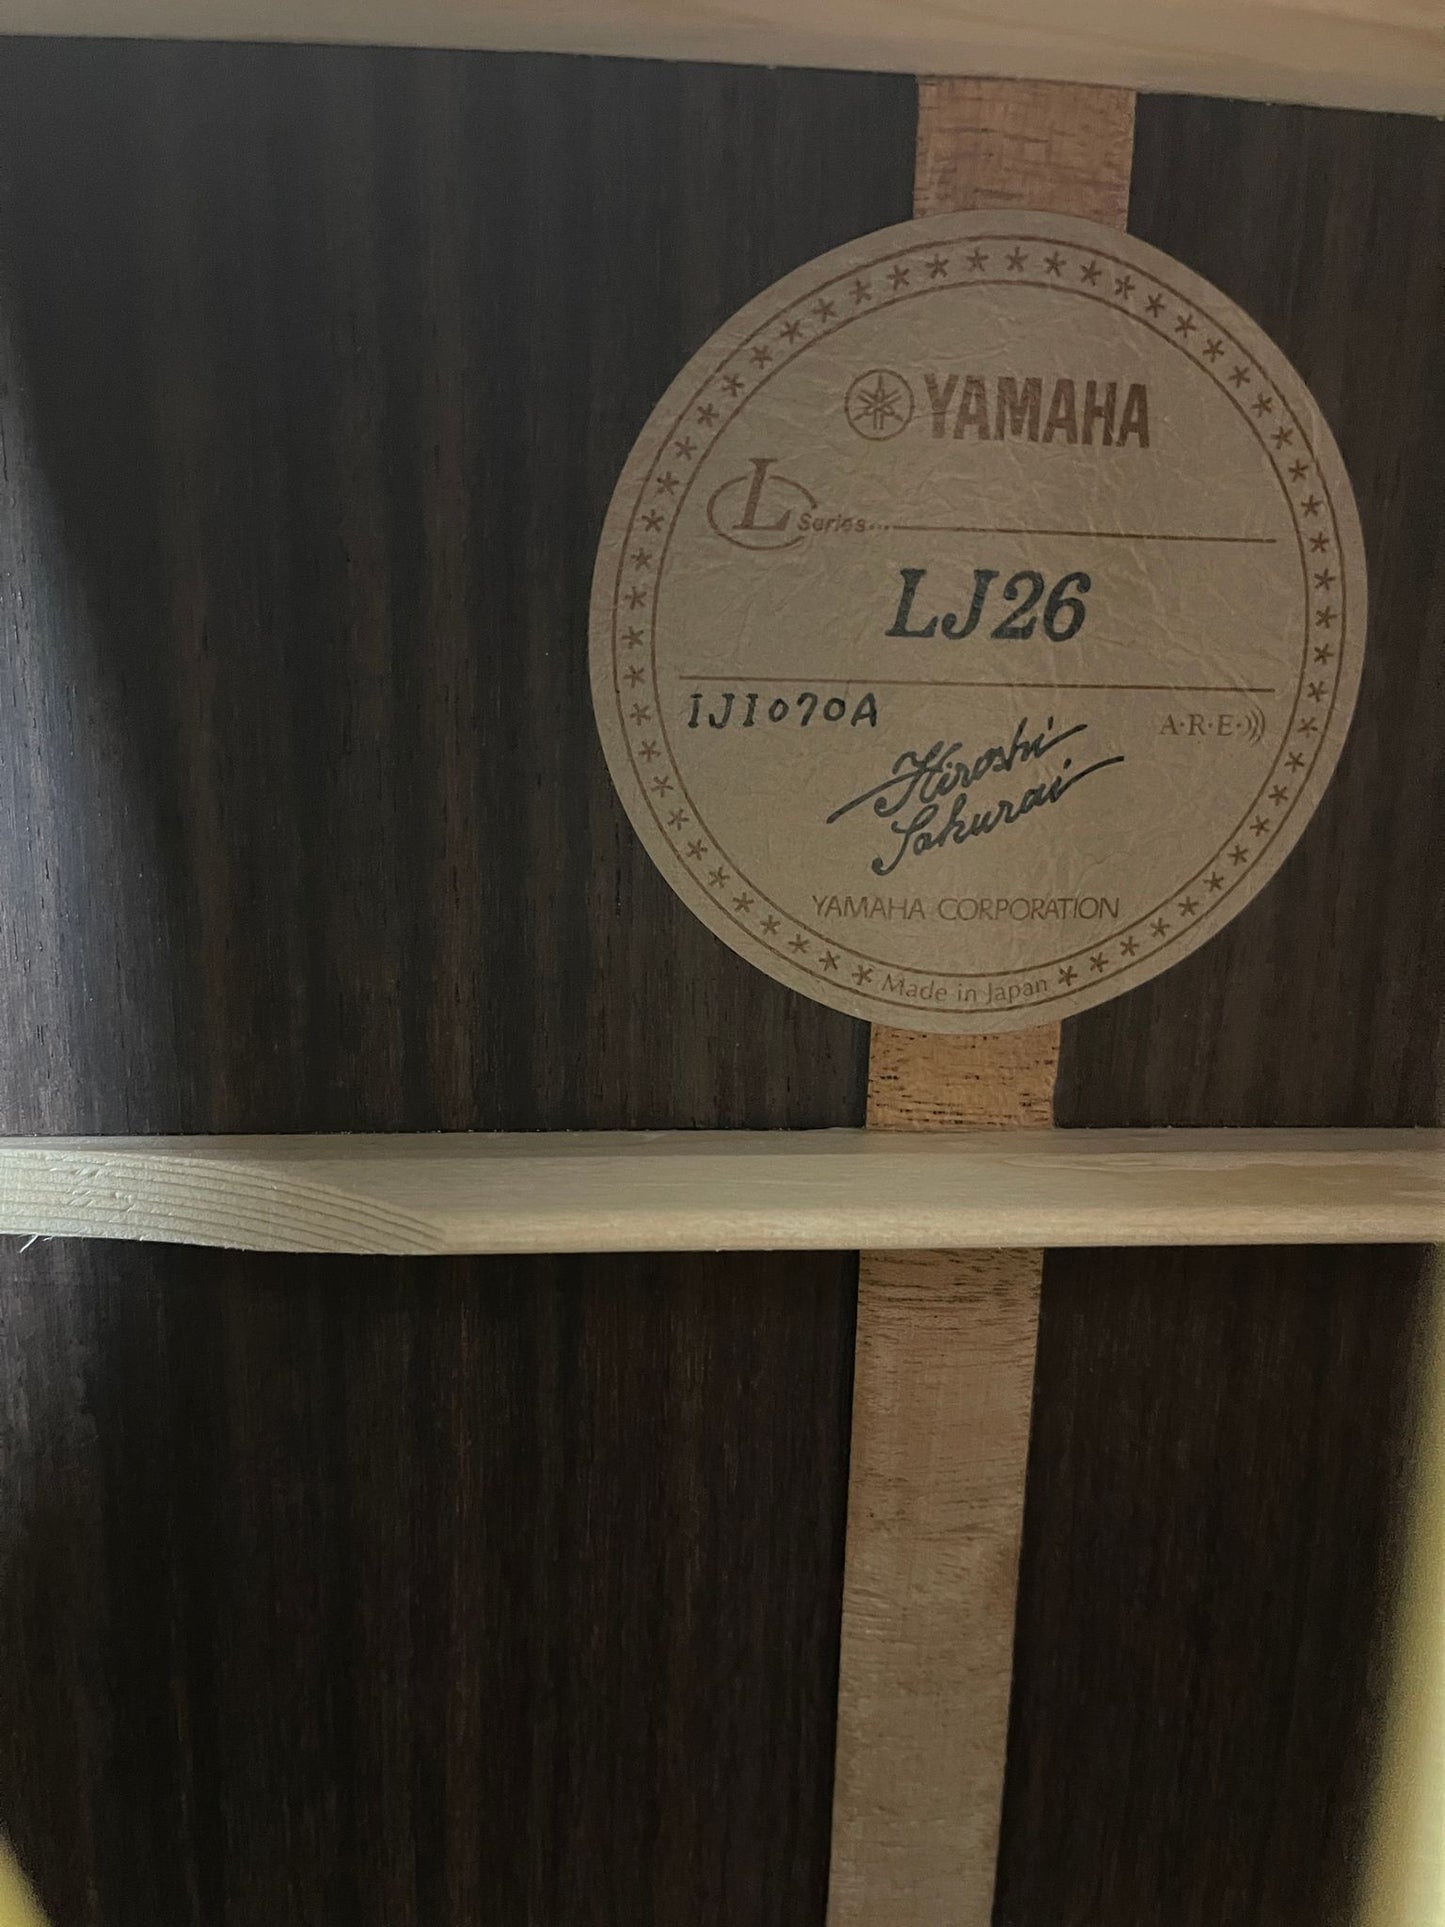 YAMAHA
L Series...
LJ26
IJI070A
A·R·E·)))
Hiroshi
Sakurai
YAMAHA CORPORATION
Made in Japan